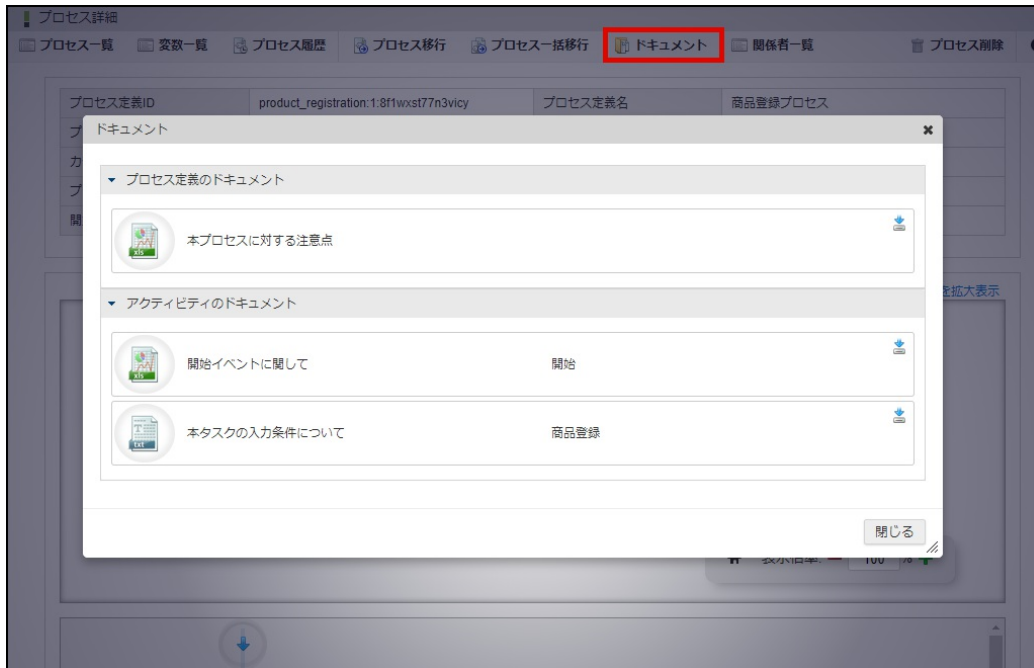 プロセス詳細
プロセス一覧 変数一覧 プロセス履歴 プロセス移行 プロセス一括移行 ドキュメント 関係者一覧 プロセス削除
プロセス定義ID product_registration:1:8f1wxst77n3vicy プロセス定義名 商品登録プロセス
プ
カ
プ
開
ドキュメント
プロセス定義のドキュメント
xls 本プロセスに対する注意点
アクティビティのドキュメント
xls 開始イベントに関して 開始
txt 本タスクの入力条件について 商品登録
閉じる
を拡大表示
表示倍率: 100 %